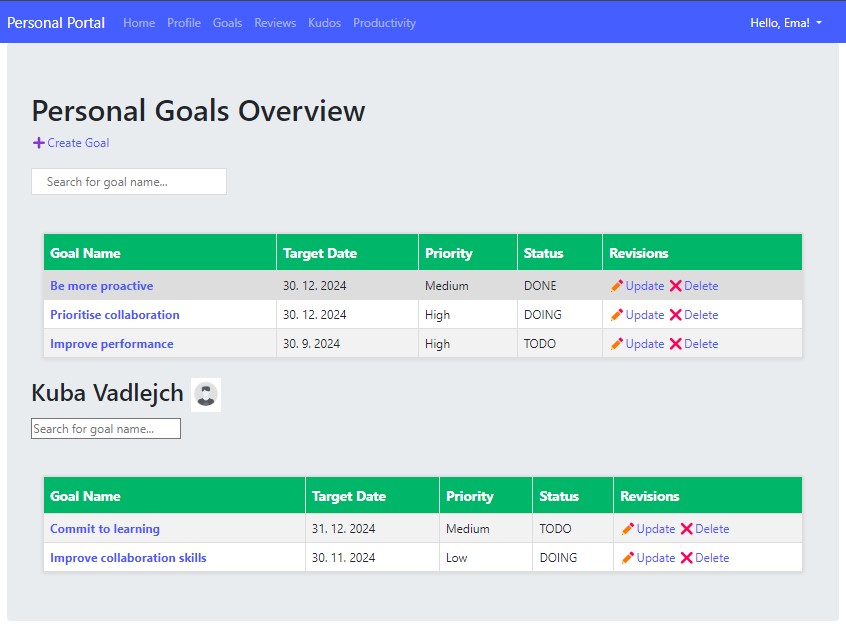 Personal Portal Home Profile Goals Reviews Kudos Productivity Hello, Ema!
Personal Goals Overview
Create Goal
Search for goal name...
Goal Name Target Date Priority Status Revisions
Be more proactive 30. 12. 2024 Medium DONE Update Delete
Prioritise collaboration 30. 12. 2024 High DOING Update Delete
Improve performance 30. 9. 2024 High TODO Update Delete
Kuba Vadlejch
Search for goal name...
Goal Name Target Date Priority Status Revisions
Commit to learning 31. 12. 2024 Medium TODO Update Delete
Improve collaboration skills 30. 11. 2024 Low DOING Update Delete